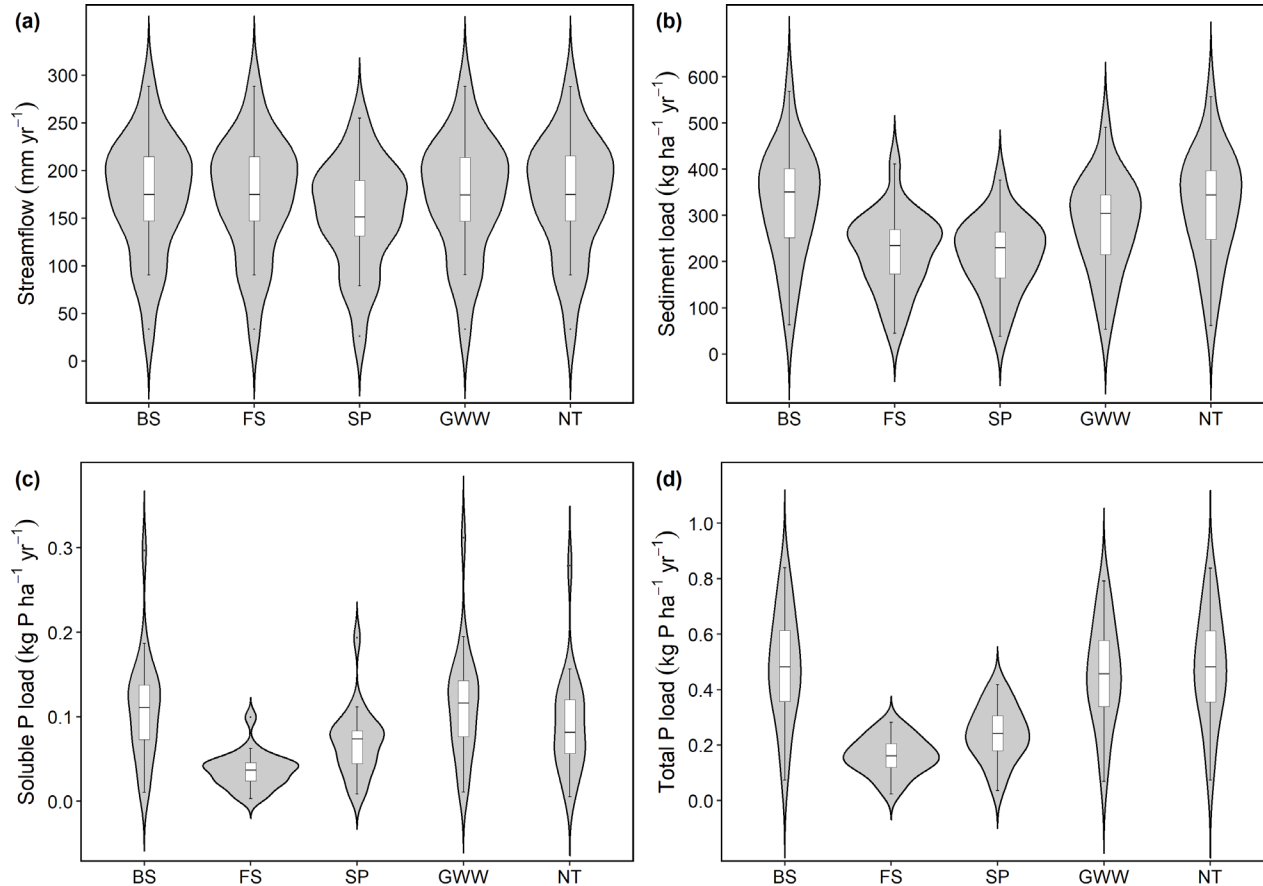 (a)
Streamflow (mm yr⁻¹)
300
250
200
150
100
50
0
BS FS SP GWW NT
(b)
Sediment load (kg ha⁻¹ yr⁻¹)
600
500
400
300
200
100
0
BS FS SP GWW NT
(c)
Soluble P load (kg P ha⁻¹ yr⁻¹)
0.3
0.2
0.1
0.0
BS FS SP GWW NT
(d)
Total P load (kg P ha⁻¹ yr⁻¹)
1.0
0.8
0.6
0.4
0.2
0.0
BS FS SP GWW NT